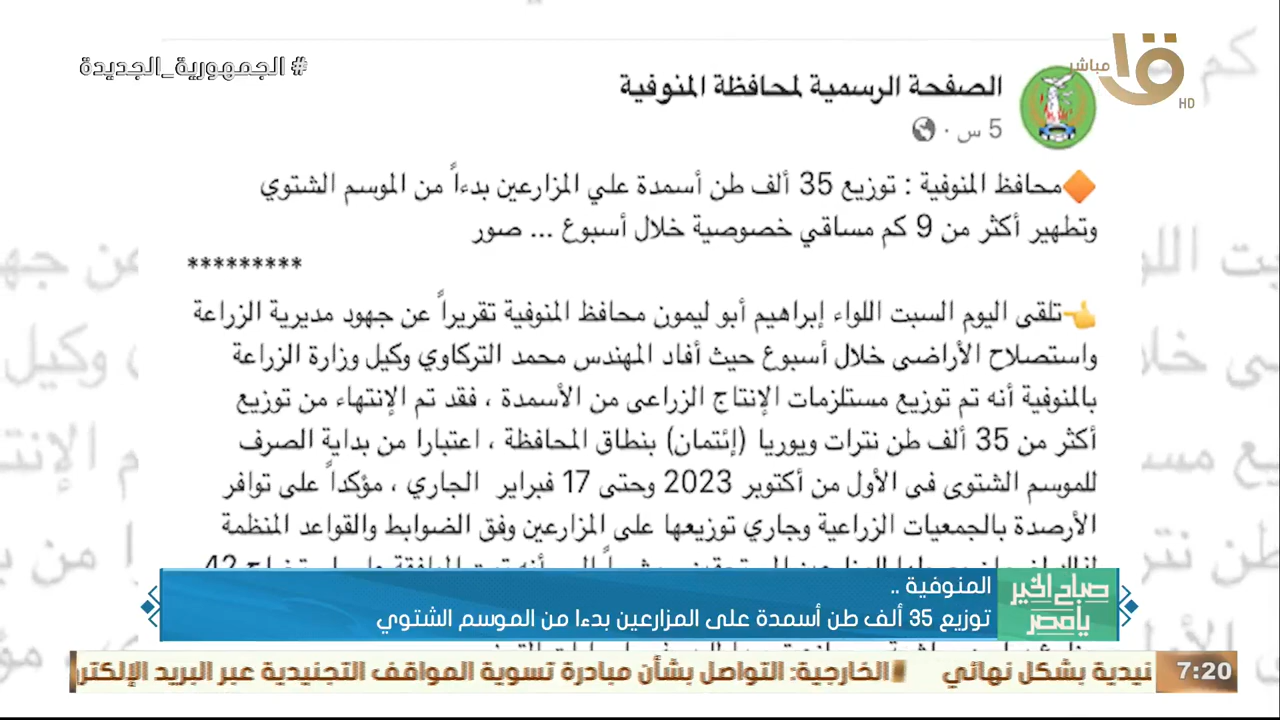 # الجمهورية_الجديدة
مباشر
HD
الصفحة الرسمية لمحافظة المنوفية
5 س ·
محافظ المنوفية : توزيع 35 ألف طن أسمدة علي المزارعين بدءاً من الموسم الشتوي
وتطهير أكثر من 9 كم مساقي خصوصية خلال أسبوع ... صور
*********
تلقى اليوم السبت اللواء إبراهيم أبو ليمون محافظ المنوفية تقريراً عن جهود مديرية الزراعة
واستصلاح الأراضى خلال أسبوع حيث أفاد المهندس محمد التركاوي وكيل وزارة الزراعة
بالمنوفية أنه تم توزيع مستلزمات الإنتاج الزراعى من الأسمدة ، فقد تم الإنتهاء من توزيع
أكثر من 35 ألف طن نترات ويوريا (إئتمان) بنطاق المحافظة ، اعتبارا من بداية الصرف
للموسم الشتوى فى الأول من أكتوبر 2023 وحتى 17 فبراير الجاري ، مؤكداً على توافر
الأرصدة بالجمعيات الزراعية وجاري توزيعها على المزارعين وفق الضوابط والقواعد المنظمة
صباح الخير
يا مصر
المنوفية ..
توزيع 35 ألف طن أسمدة على المزارعين بدءا من الموسم الشتوي
7:20
نيدية بشكل نهائي
الخارجية: التواصل بشأن مبادرة تسوية المواقف التجنيدية عبر البريد الإلكتر